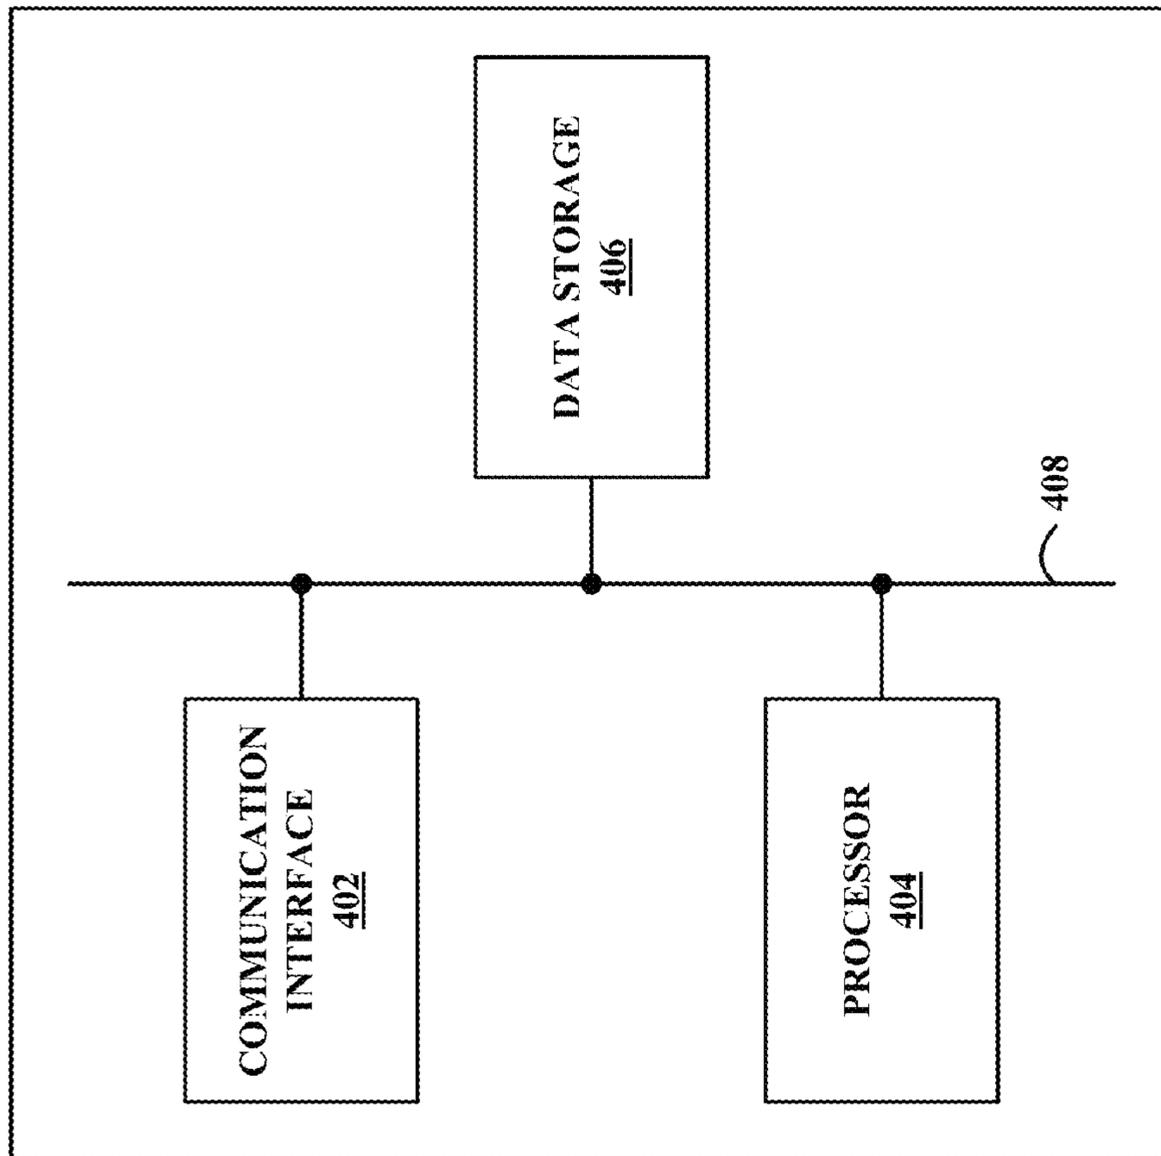 COMMUNICATION
INTERFACE
402
DATA STORAGE
406
PROCESSOR
404
408